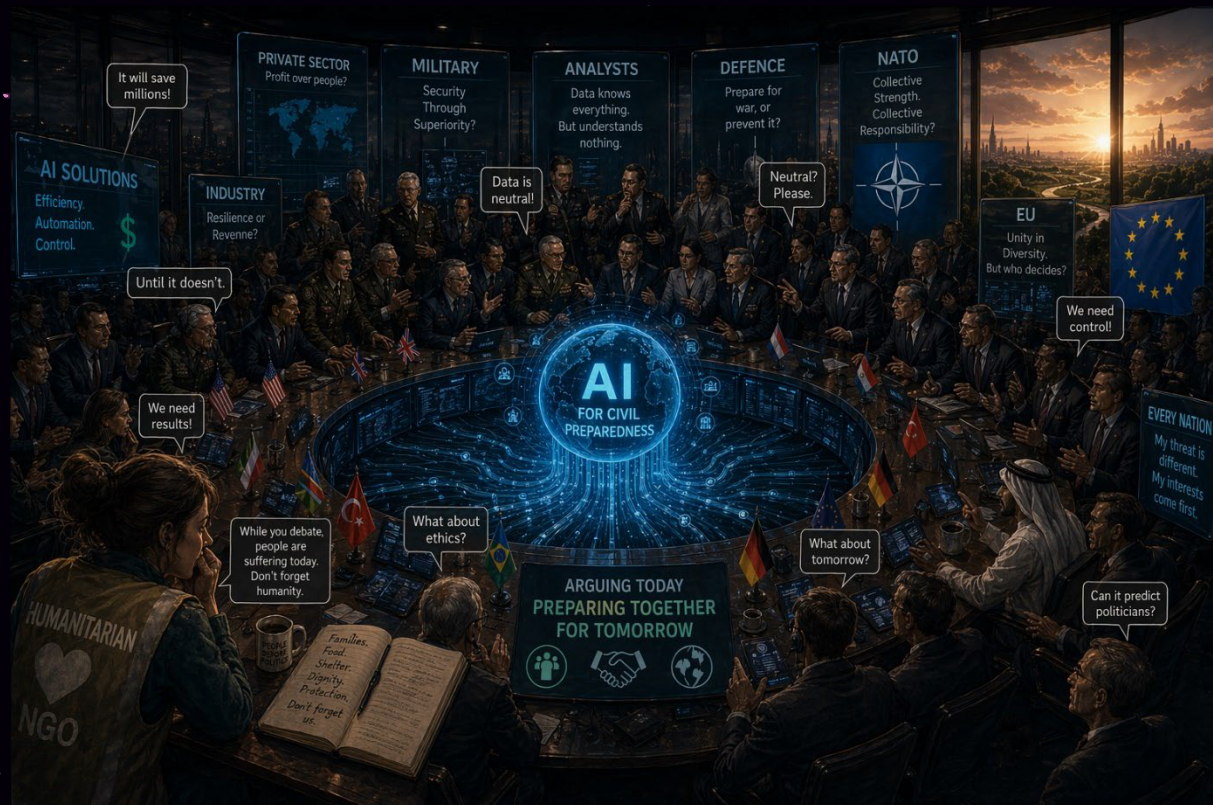 It will save
millions!
PRIVATE SECTOR
Profit over people?
MILITARY
Security
Through
Superiority?
ANALYSTS
Data knows
everything.
But understands
nothing.
DEFENCE
Prepare for
war, or
prevent it?
NATO
Collective
Strength.
Collective
Responsibility?
AI SOLUTIONS
Efficiency.
Automation.
Control.
$
INDUSTRY
Resilience or
Revenue?
Data is
neutral!
Neutral?
Please.
EU
Unity in
Diversity.
But who decides?
Until it doesn't.
We need
control!
AI
FOR CIVIL
PREPAREDNESS
We need
results!
EVERY NATION
My threat is
different.
My interests
come first.
While you debate,
people are
suffering today.
Don't forget
humanity.
What about
ethics?
What about
tomorrow?
Can it predict
politicians?
ARGUING TODAY
PREPARING TOGETHER
FOR TOMORROW
HUMANITARIAN
NGO
PEOPLE
BEFORE
POLITICS
Families.
Food.
Shelter.
Dignity.
Protection.
Don't forget
us.